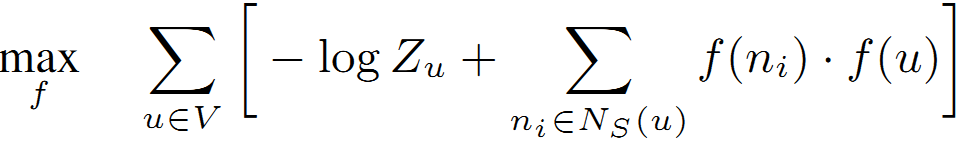 max_f ∑_{u∈V} [ − log Z_u + ∑_{n_i∈N_S(u)} f(n_i) · f(u) ]